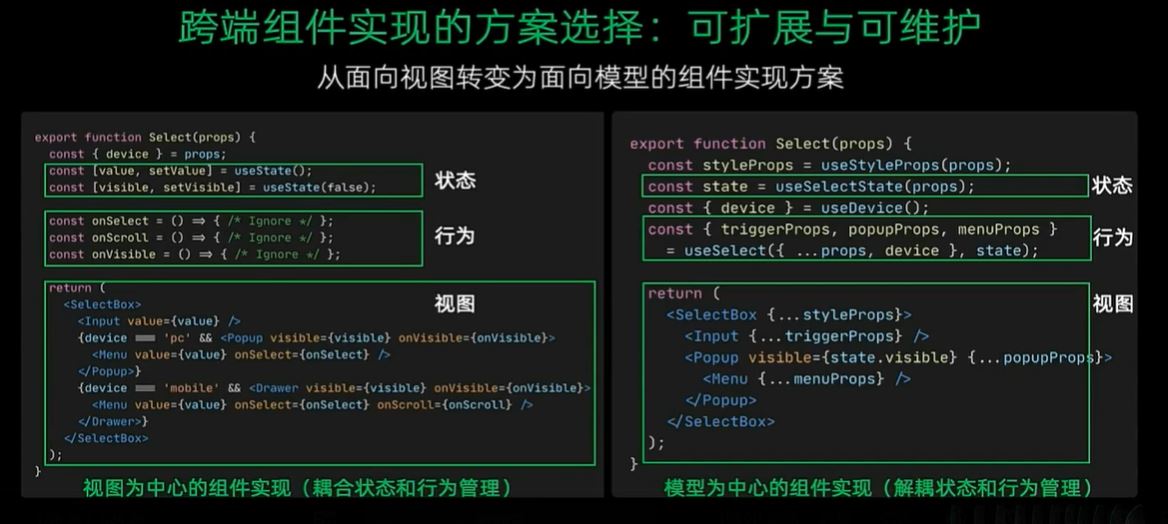 跨端组件实现的方案选择：可扩展与可维护
从面向视图转变为面向模型的组件实现方案
export function Select(props) {
const { device } = props;
const [value, setValue] = useState();
const [visible, setVisible] = useState(false);
状态
const onSelect = () => { /* Ignore */ };
const onScroll = () => { /* Ignore */ };
const onVisible = () => { /* Ignore */ };
行为
return (
视图
<SelectBox>
<Input value={value} />
{device === 'pc' && <Popup visible={visible} onVisible={onVisible}>
<Menu value={value} onSelect={onSelect} />
</Popup>}
{device === 'mobile' && <Drawer visible={visible} onVisible={onVisible}>
<Menu value={value} onSelect={onSelect} onScroll={onScroll} />
</Drawer>}
</SelectBox>
);
}
视图为中心的组件实现（耦合状态和行为管理）
export function Select(props) {
const styleProps = useStyleProps(props);
const state = useSelectState(props);
状态
const { device } = useDevice();
const { triggerProps, popupProps, menuProps }
行为
= useSelect({ ...props, device }, state);
return (
视图
<SelectBox {...styleProps}>
<Input {...triggerProps} />
<Popup visible={state.visible} {...popupProps}>
<Menu {...menuProps} />
</Popup>
</SelectBox>
);
}
模型为中心的组件实现（解耦状态和行为管理）